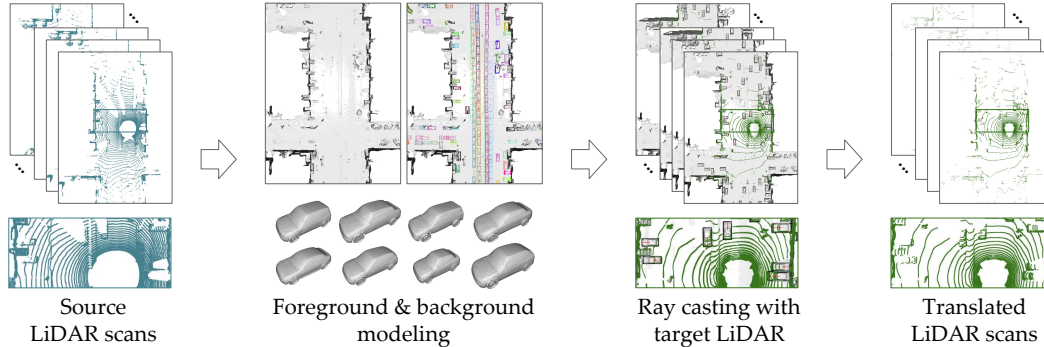 Source
LiDAR scans
Foreground & background
modeling
Ray casting with
target LiDAR
Translated
LiDAR scans